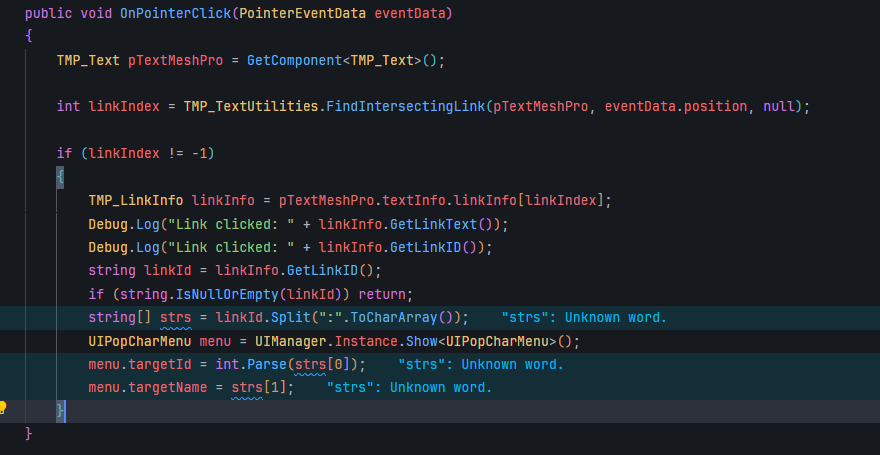 public void OnPointerClick(PointerEventData eventData)
{
TMP_Text pTextMeshPro = GetComponent<TMP_Text>();
int linkIndex = TMP_TextUtilities.FindIntersectingLink(pTextMeshPro, eventData.position, null);
if (linkIndex != -1)
{
TMP_LinkInfo linkInfo = pTextMeshPro.textInfo.linkInfo[linkIndex];
Debug.Log("Link clicked: " + linkInfo.GetLinkText());
Debug.Log("Link clicked: " + linkInfo.GetLinkID());
string linkId = linkInfo.GetLinkID();
if (string.IsNullOrEmpty(linkId)) return;
string[] strs = linkId.Split(":".ToCharArray());    "strs": Unknown word.
UIPopCharMenu menu = UIManager.Instance.Show<UIPopCharMenu>();
menu.targetId = int.Parse(strs[0]);    "strs": Unknown word.
menu.targetName = strs[1];    "strs": Unknown word.
}
}